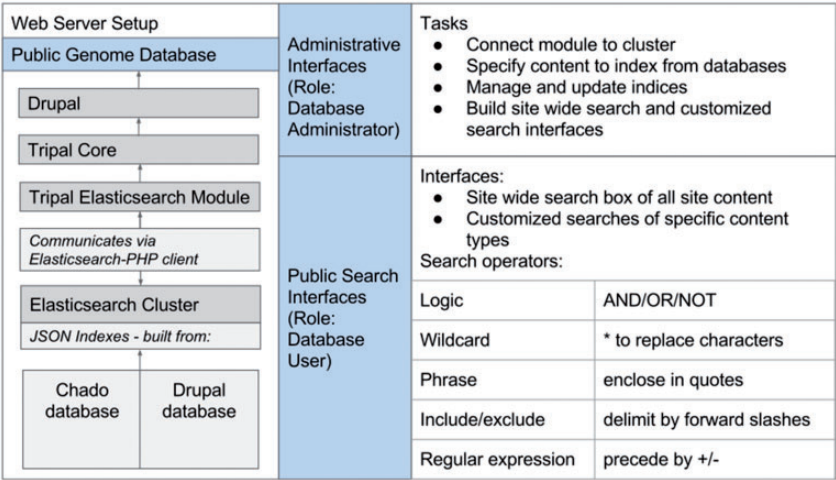 Web Server Setup
Public Genome Database
Drupal
Tripal Core
Tripal Elasticsearch Module
Communicates via
Elasticsearch-PHP client
Elasticsearch Cluster
JSON Indexes - built from:
Chado
database
Drupal
database
Administrative
Interfaces
(Role:
Database
Administrator)
Tasks
● Connect module to cluster
● Specify content to index from databases
● Manage and update indices
● Build site wide search and customized
search interfaces
Public Search
Interfaces
(Role:
Database
User)
Interfaces:
● Site wide search box of all site content
● Customized searches of specific content
types
Search operators:
Logic AND/OR/NOT
Wildcard * to replace characters
Phrase enclose in quotes
Include/exclude delimit by forward slashes
Regular expression precede by +/-